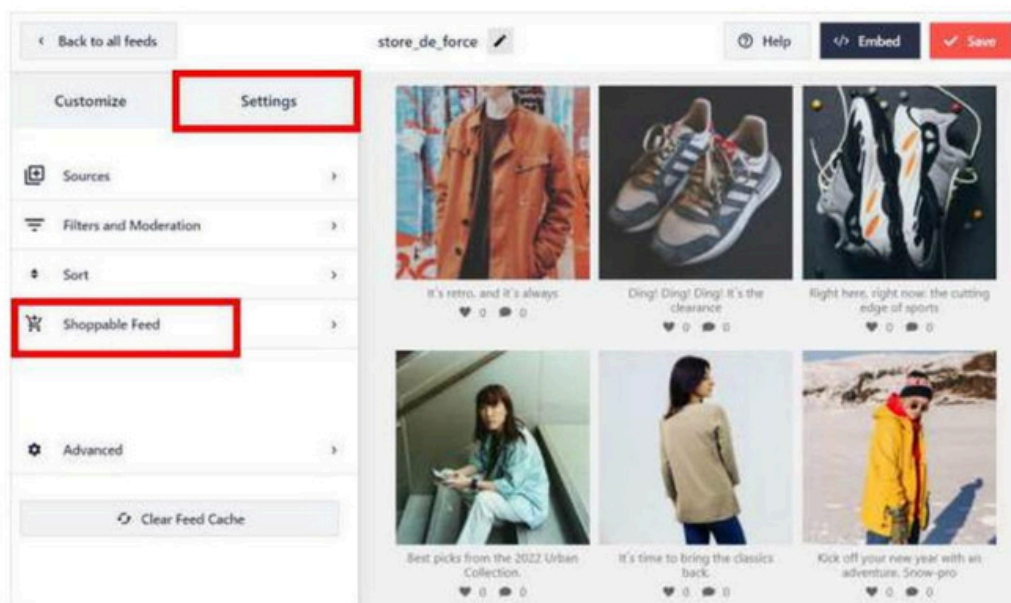 Back to all feeds
store_de_force
Help
</> Embed
Save
Customize
Settings
Sources
Filters and Moderation
Sort
Shoppable Feed
Advanced
Clear Feed Cache
It's retro, and it's always
0 0
Ding! Ding! Ding! It's the
clearance
0 0
Right here, right now: the cutting
edge of sports
0 0
Best picks from the 2022 Urban
Collection.
0 0
It's time to bring the classics
back.
0 0
Kick off your new year with an
adventure. Snow-pro
0 0